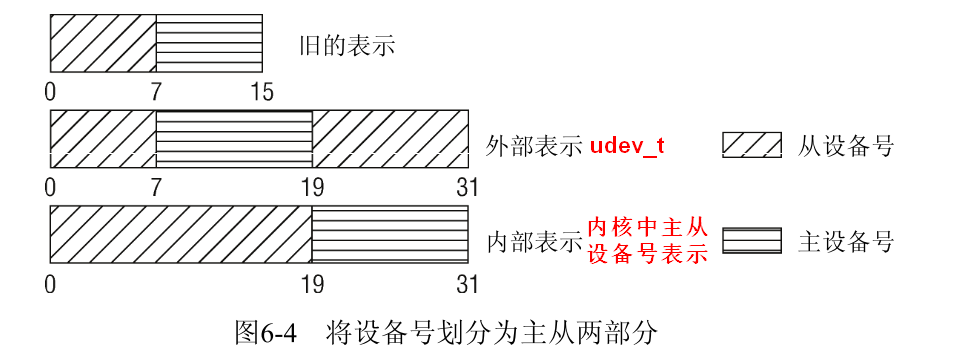 旧的表示
0 7 15
外部表示 udev_t 从设备号
0 7 19 31
内部表示 内核中主从设备号表示 主设备号
0 19 31
图6-4 将设备号划分为主从两部分